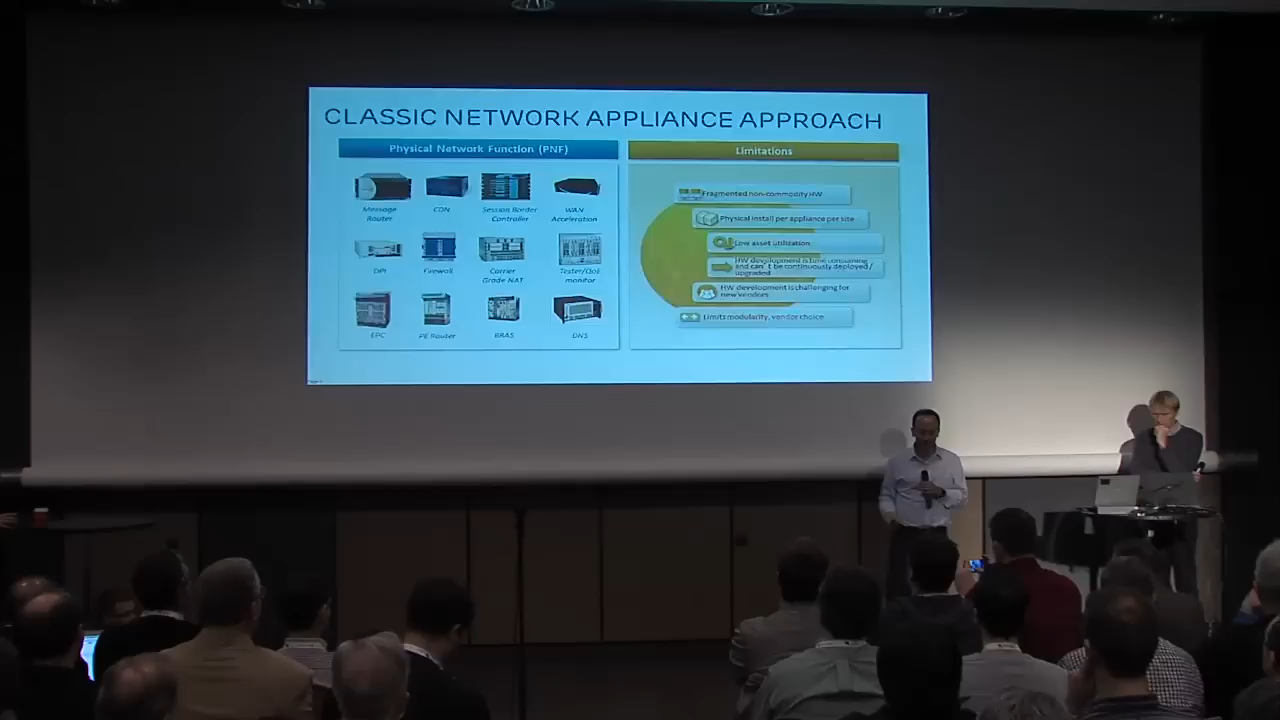 CLASSIC NETWORK APPLIANCE APPROACH
Physical Network Function (PNF)
Message
Router
CDN
Session Border
Controller
WAN
Acceleration
DPI
Firewall
Carrier
Grade NAT
Tester/QoE
monitor
EPC
PE Router
BRAS
DNS
Limitations
Fragmented non-commodity HW
Physical install per appliance per site
Low asset utilization
HW development is time consuming
and can't be continuously deployed /
upgraded
HW development is challenging for
new vendors
Limits modularity, vendor choice